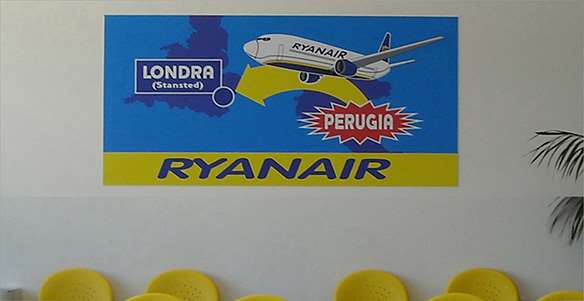 RYANAIR
LONDRA
(Stansted)
PERUGIA
RYANAIR